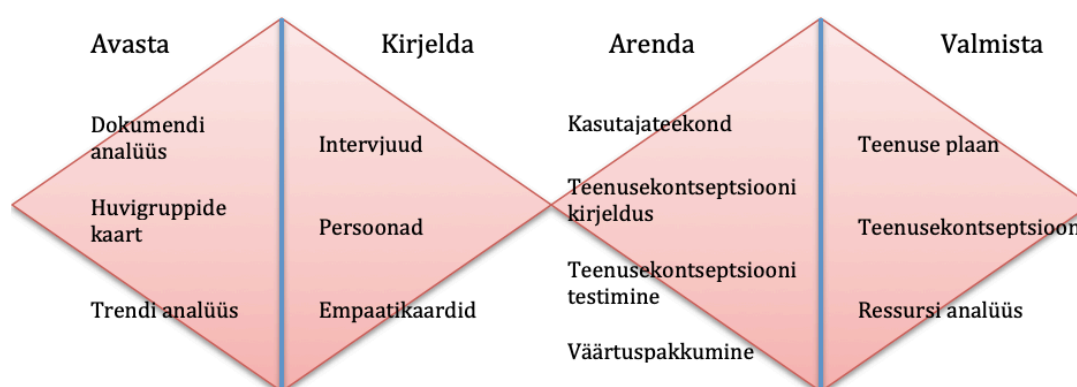 Avasta
Dokumendi
analüüs
Huvigruppide
kaart
Trendi analüüs
Kirjelda
Intervjuud
Persoonad
Empaatikaardid
Arenda
Kasutajateekond
Teenusekontseptsiooni
kirjeldus
Teenusekontseptsiooni
testimine
Väärtuspakkumine
Valmista
Teenuse plaan
Teenusekontseptsioon
Ressursi analüüs